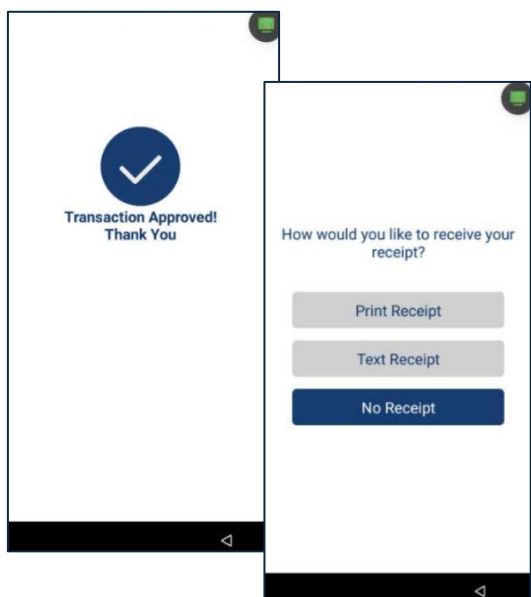 Transaction Approved!
Thank You
How would you like to receive your
receipt?
Print Receipt
Text Receipt
No Receipt